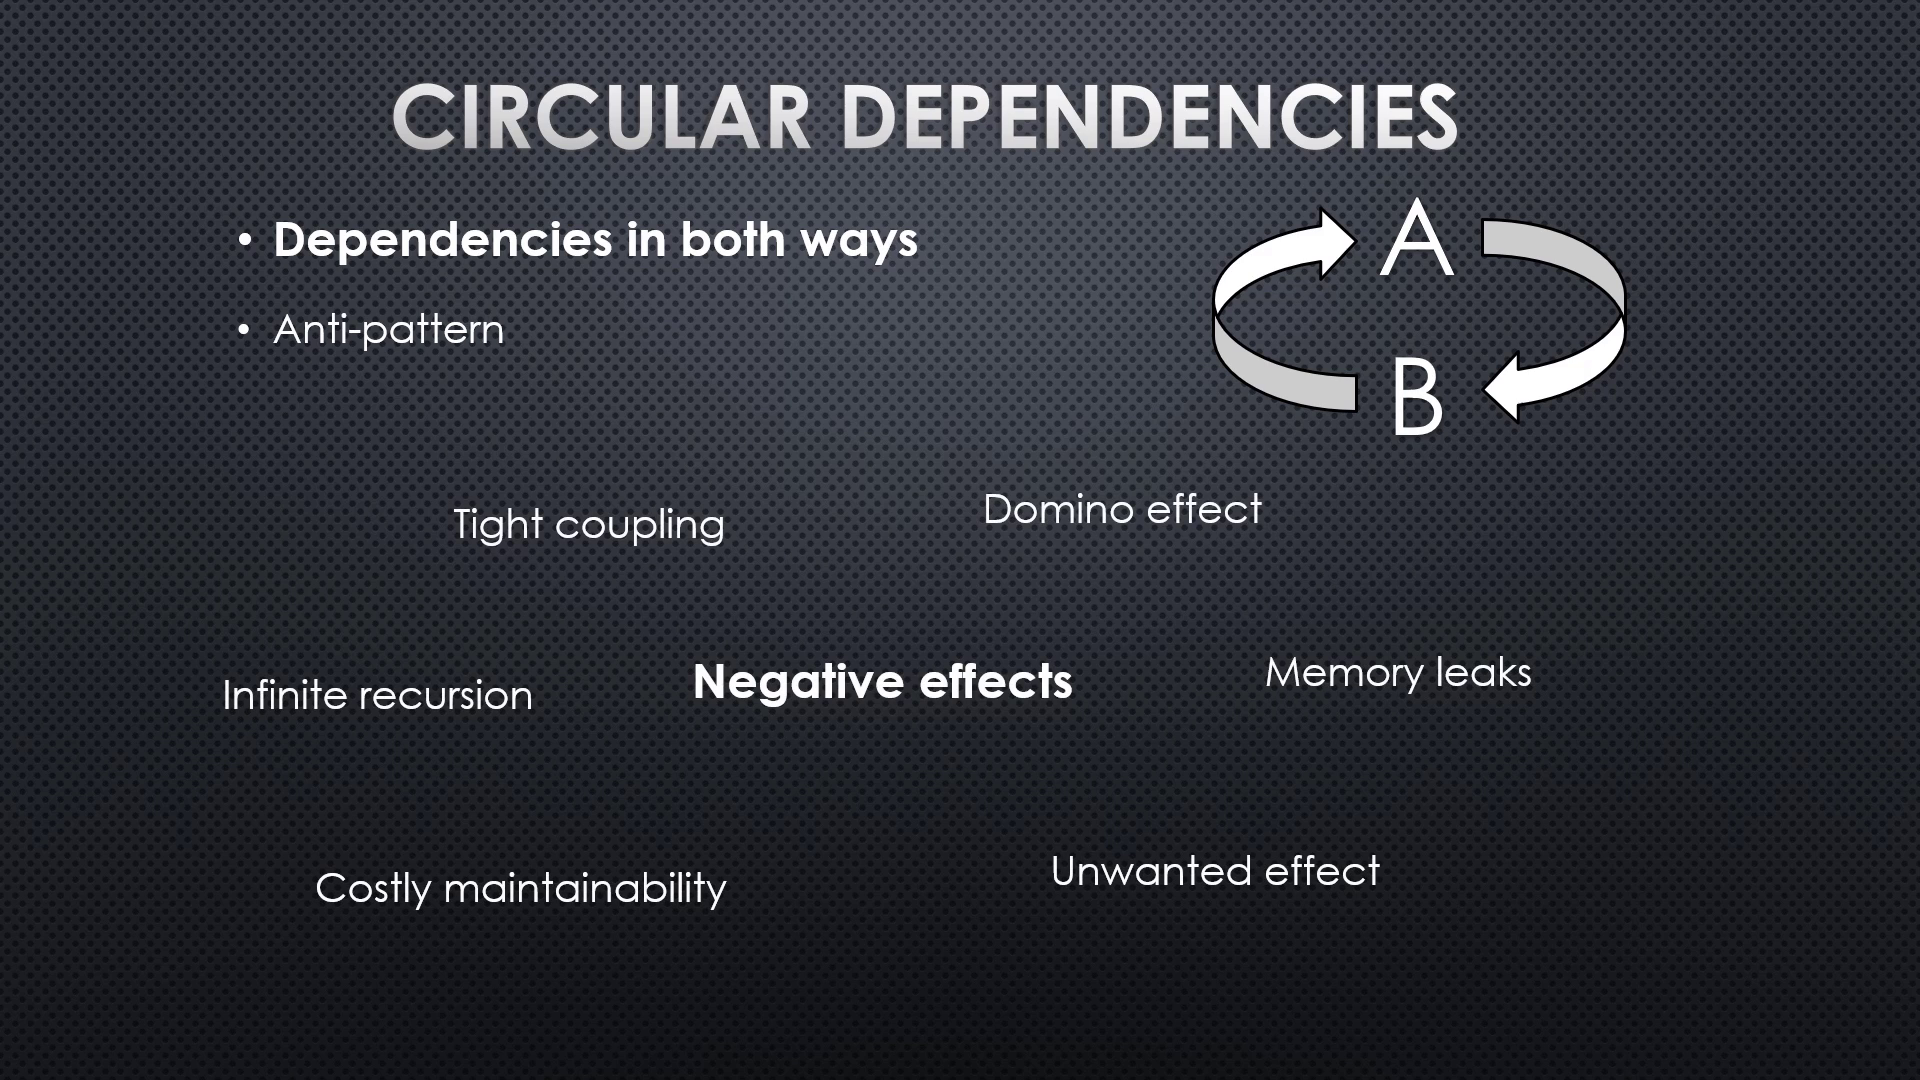 CIRCULAR DEPENDENCIES
• Dependencies in both ways
• Anti-pattern
A
B
Tight coupling
Domino effect
Infinite recursion
Negative effects
Memory leaks
Costly maintainability
Unwanted effect